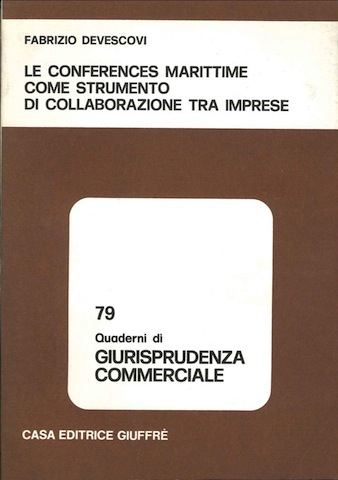 FABRIZIO DEVESCOVI
LE CONFERENCES MARITTIME
COME STRUMENTO
DI COLLABORAZIONE TRA IMPRESE
79
Quaderni di
GIURISPRUDENZA
COMMERCIALE
CASA EDITRICE GIUFFRÈ